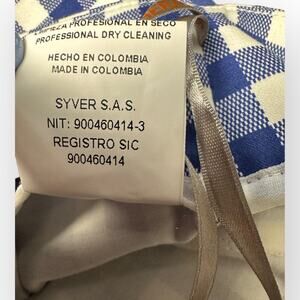 LIMPIEZA PROFESIONAL EN SECO
PROFESSIONAL DRY CLEANING
HECHO EN COLOMBIA
MADE IN COLOMBIA
SYVER S.A.S.
NIT: 900460414-3
REGISTRO SIC
900460414